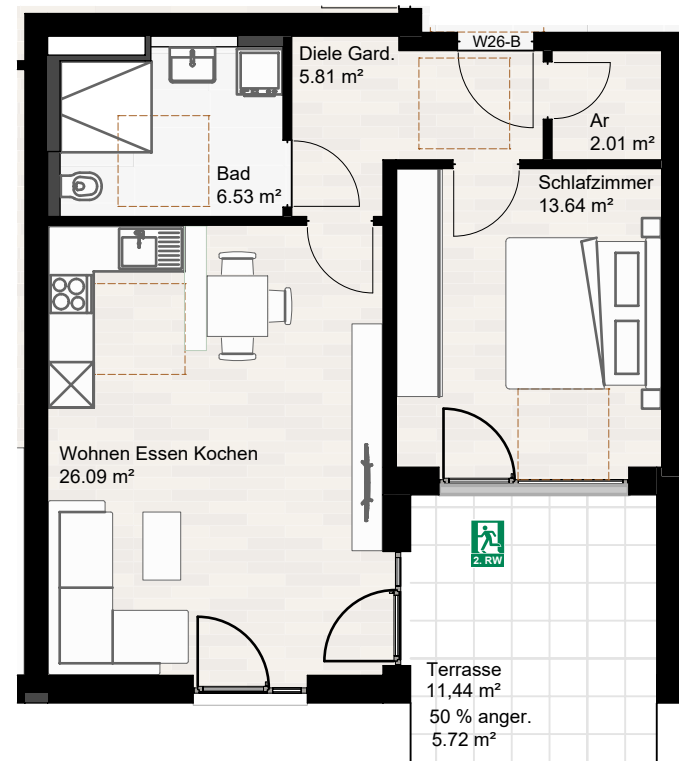 W26-B
Diele Gard.
5.81 m²
Ar
2.01 m²
Bad
6.53 m²
Schlafzimmer
13.64 m²
Wohnen Essen Kochen
26.09 m²
2. RW
Terrasse
11,44 m²
50 % anger.
5.72 m²